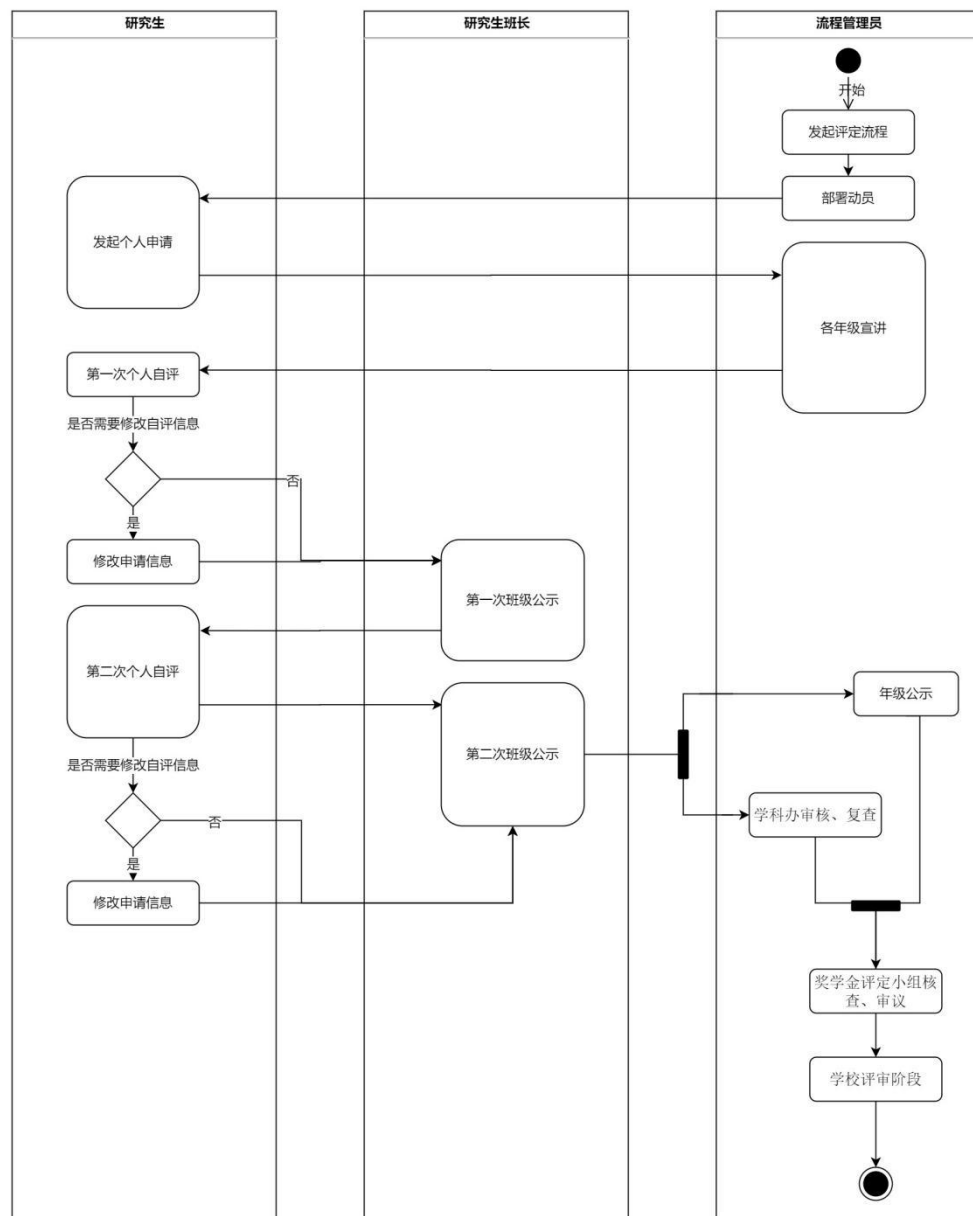 研究生
研究生班长
流程管理员
开始
发起评定流程
部署动员
发起个人申请
各年级宣讲
第一次个人自评
是否需要修改自评信息
否
是
修改申请信息
第一次班级公示
第二次个人自评
年级公示
第二次班级公示
是否需要修改自评信息
学科办审核、复查
否
是
修改申请信息
奖学金评定小组核
查、审议
学校评审阶段